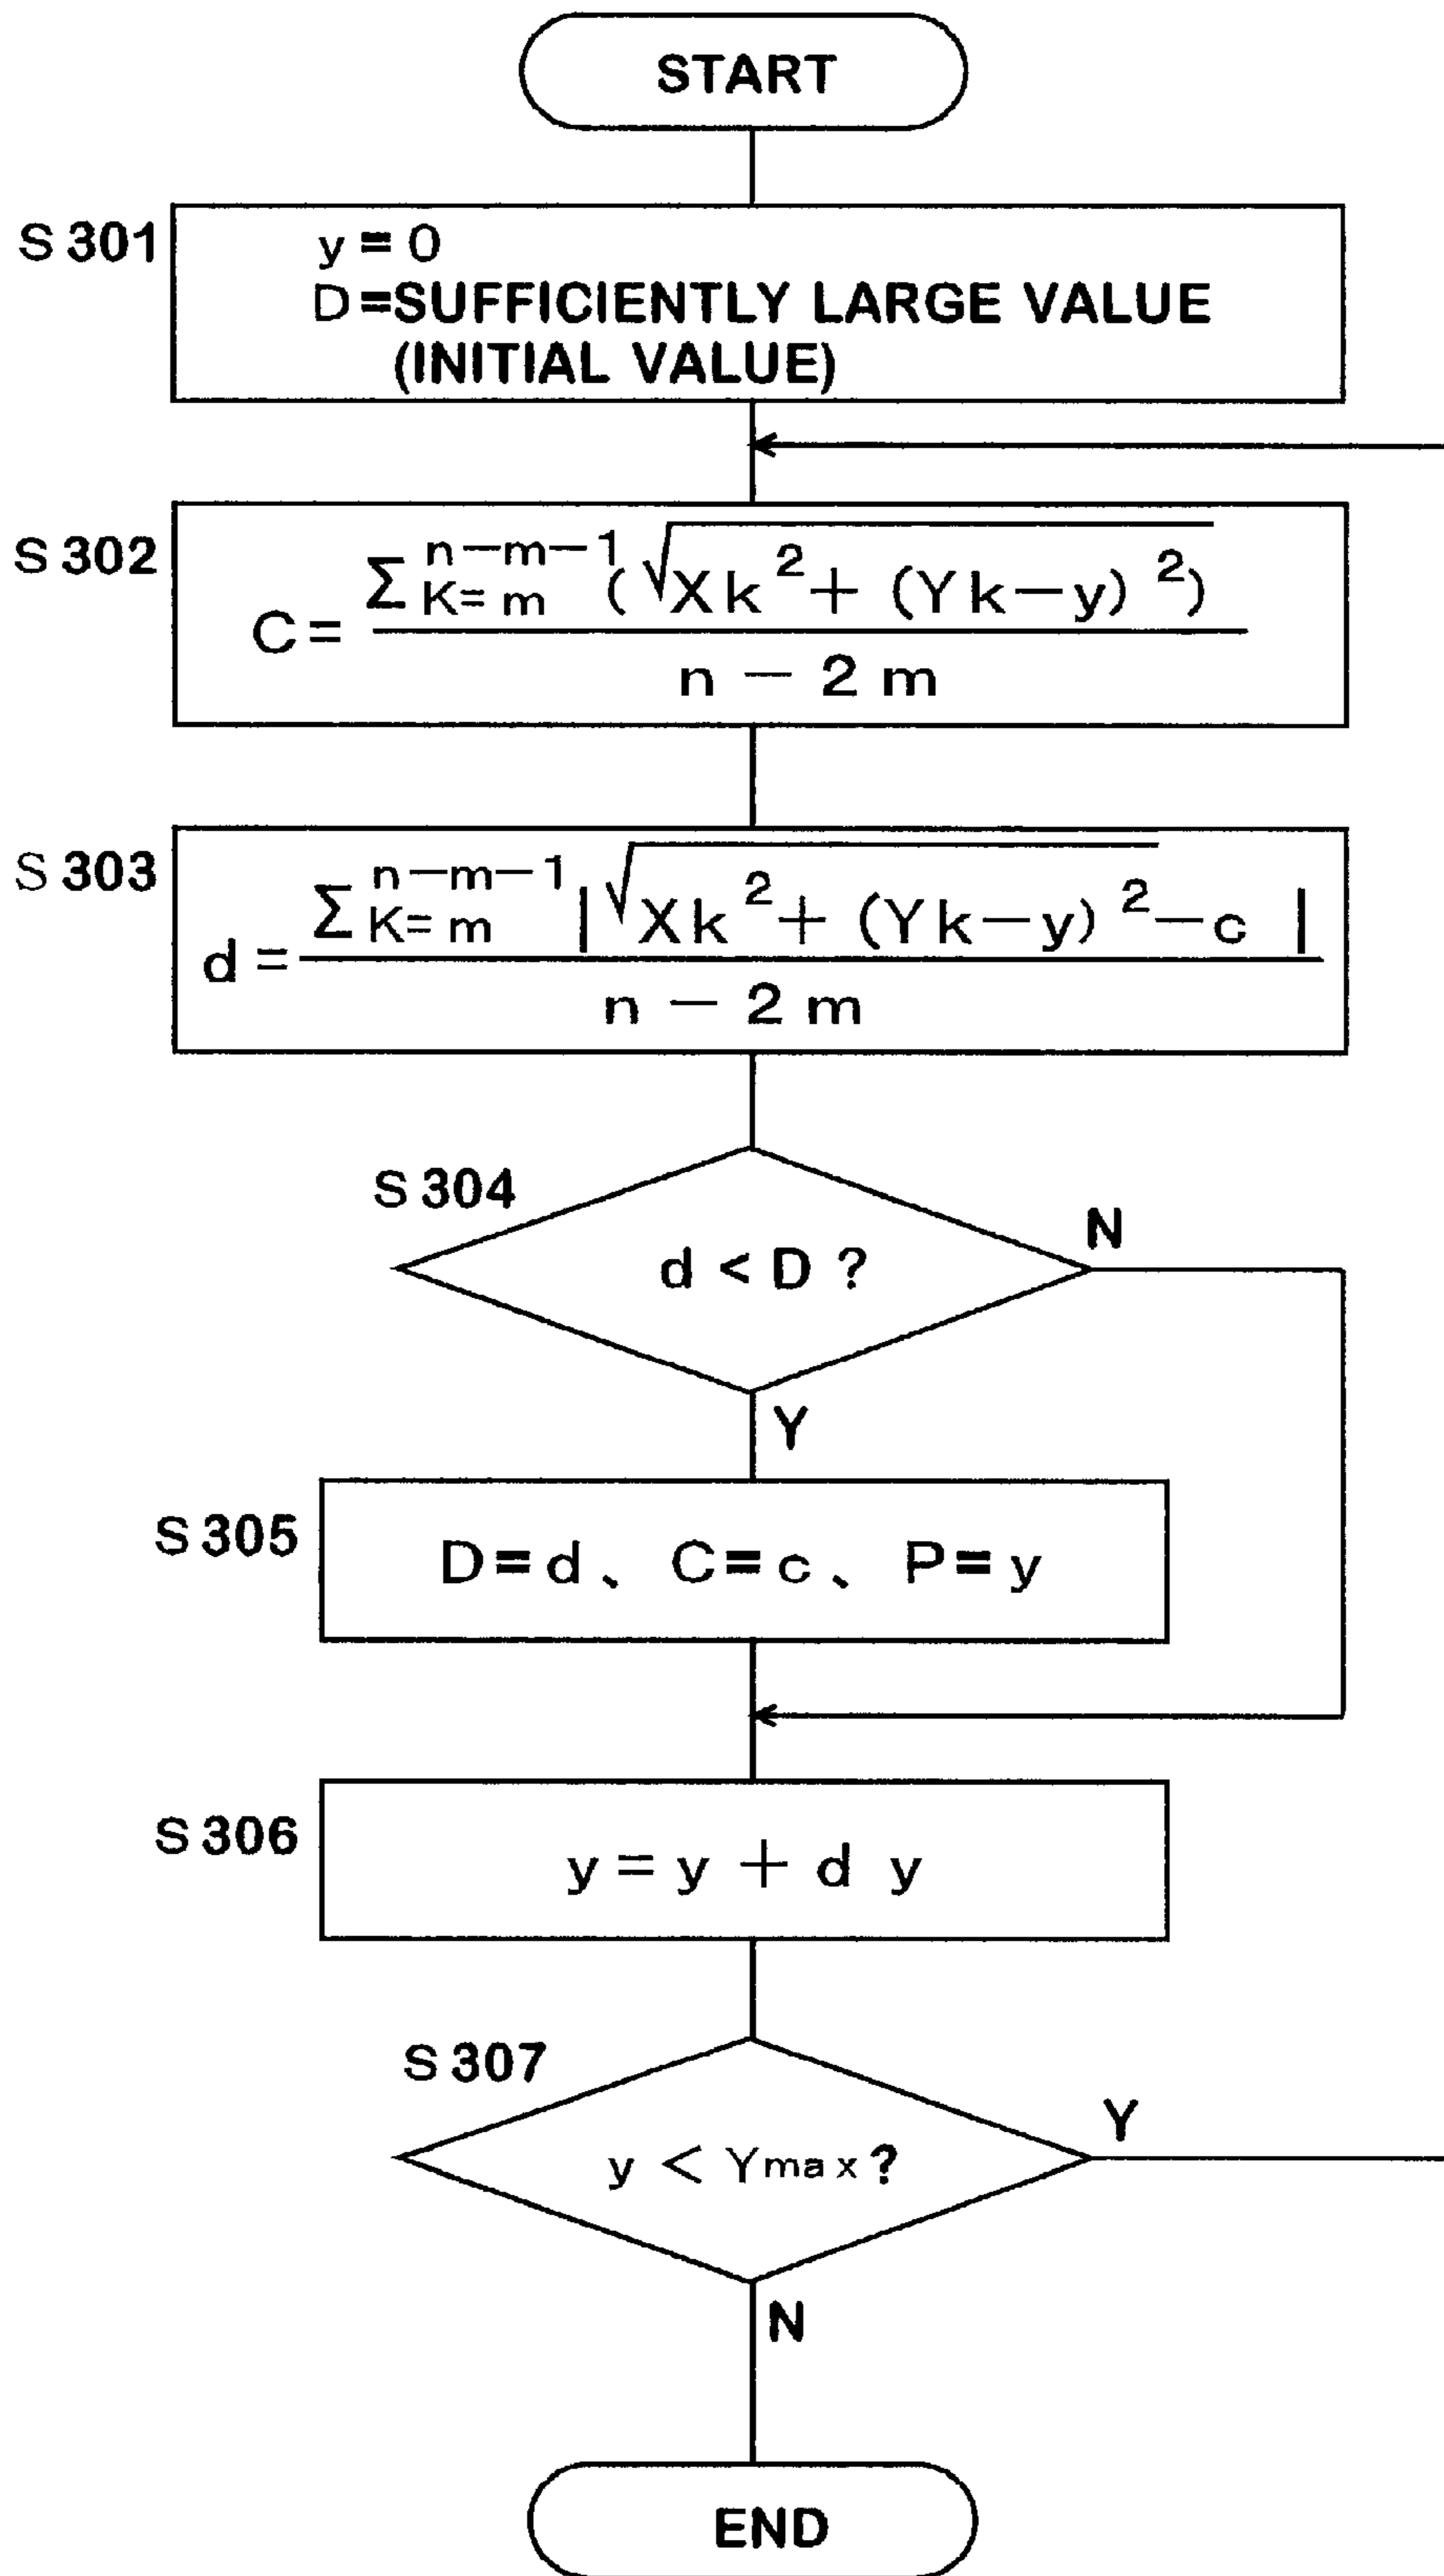 START
S301
y=0
D=SUFFICIENTLY LARGE VALUE
(INITIAL VALUE)
S302
C= Σ K=m n-m-1 (√Xk²+(Yk-y)²)
n-2m
S303
d= Σ K=m n-m-1 |√Xk²+(Yk-y)²-c|
n-2m
S304
d<D?
N
Y
S305
D=d、C=c、P=y
S306
y=y+dy
S307
y<Ymax?
Y
N
END